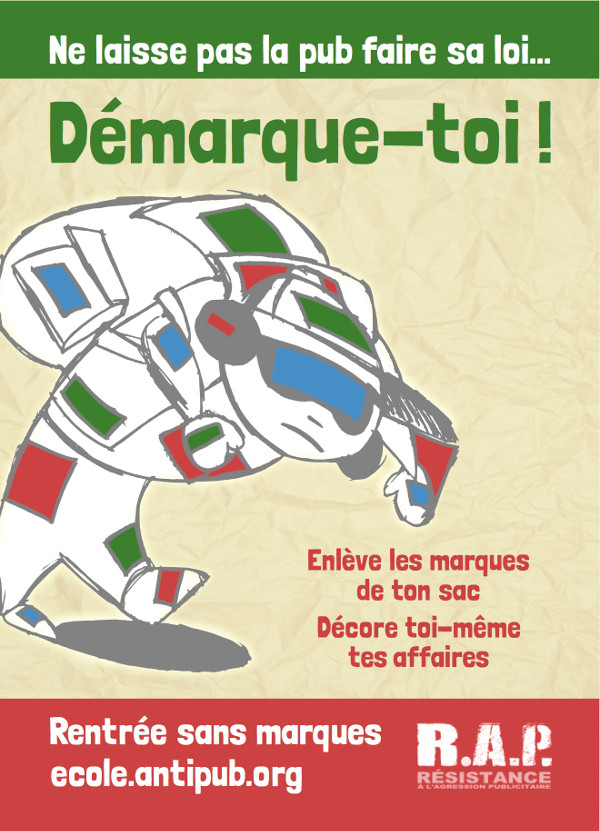 Ne laisse pas la pub faire sa loi...
Démarque-toi !
Enlève les marques
de ton sac
Décore toi-même
tes affaires
Rentrée sans marques
ecole.antipub.org
R.A.P.
RÉSISTANCE
À L'AGRESSION PUBLICITAIRE